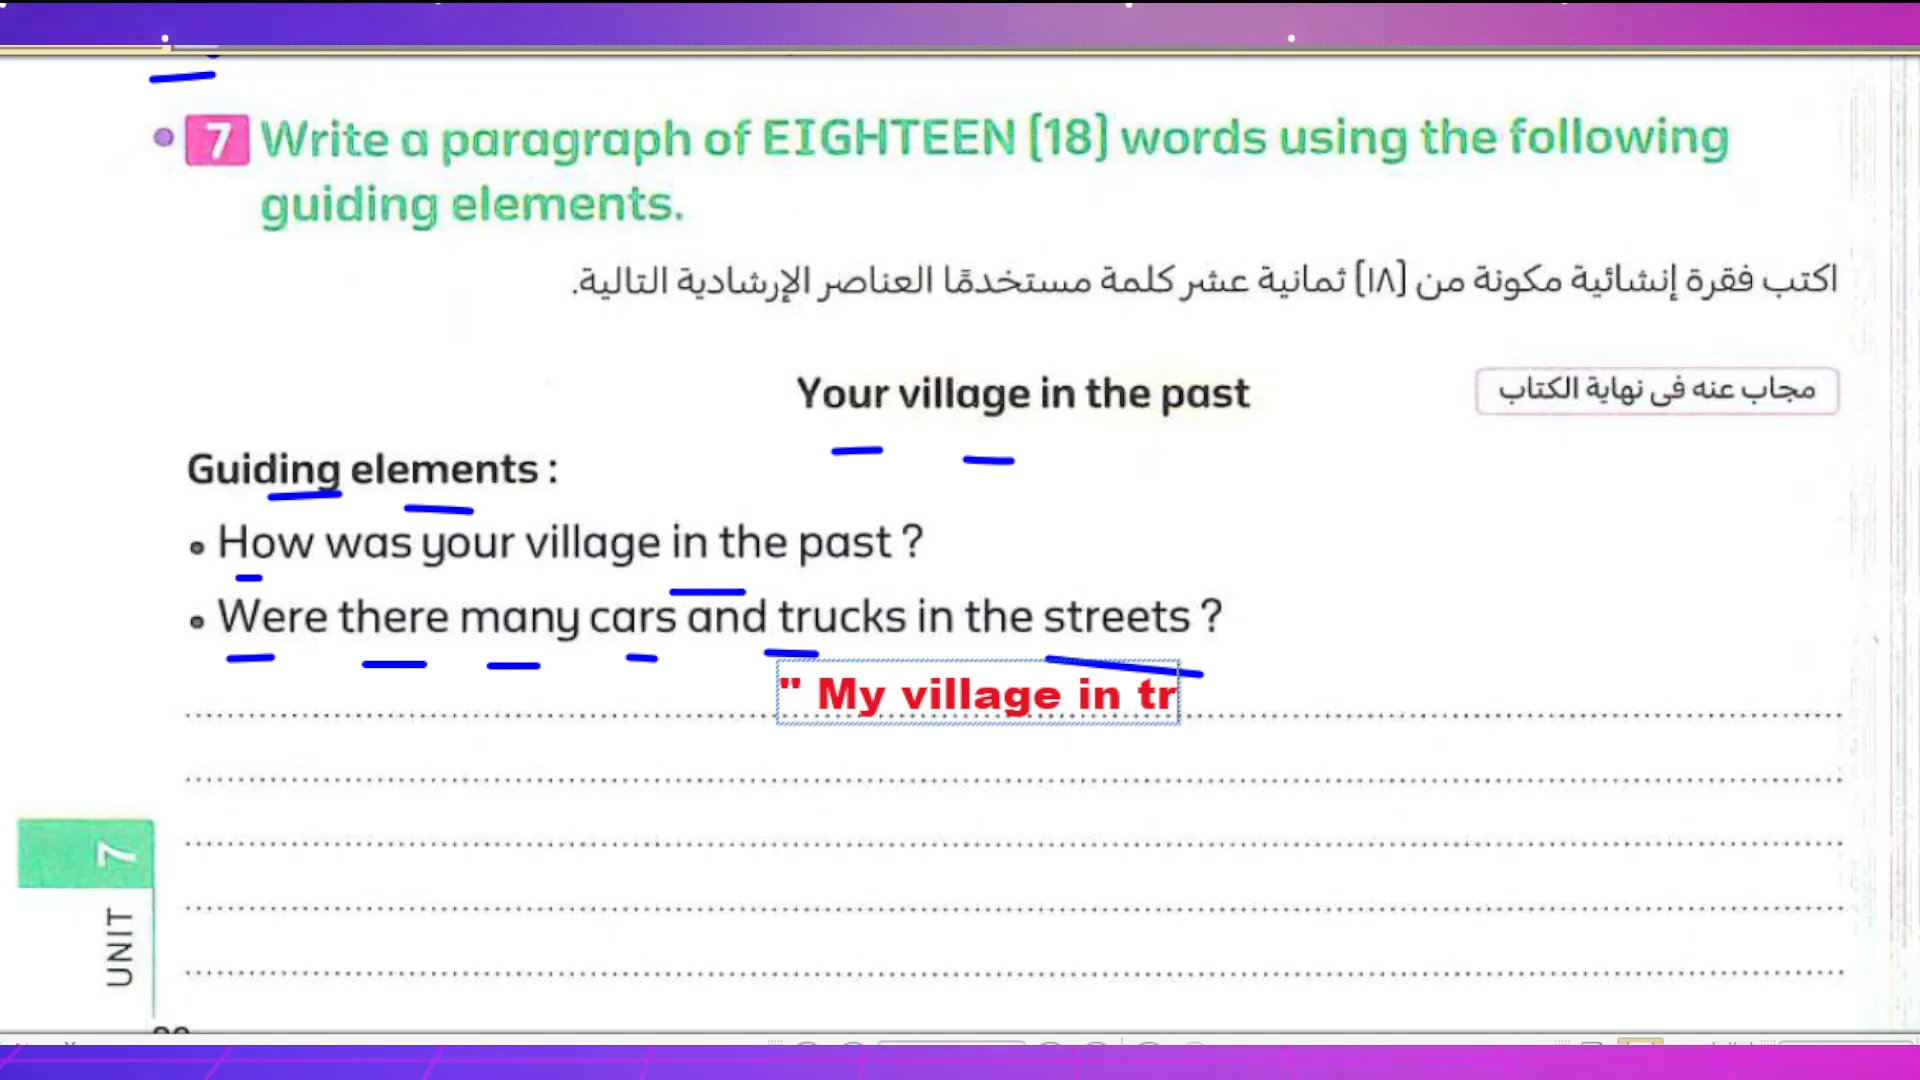 7 Write a paragraph of EIGHTEEN (18) words using the following
guiding elements.
اكتب فقرة إنشائية مكونة من (١٨) ثمانية عشر كلمة مستخدمًا العناصر الإرشادية التالية.
Your village in the past
مجاب عنه فى نهاية الكتاب
Guiding elements :
• How was your village in the past ?
• Were there many cars and trucks in the streets ?
" My village in tr
7
UNIT